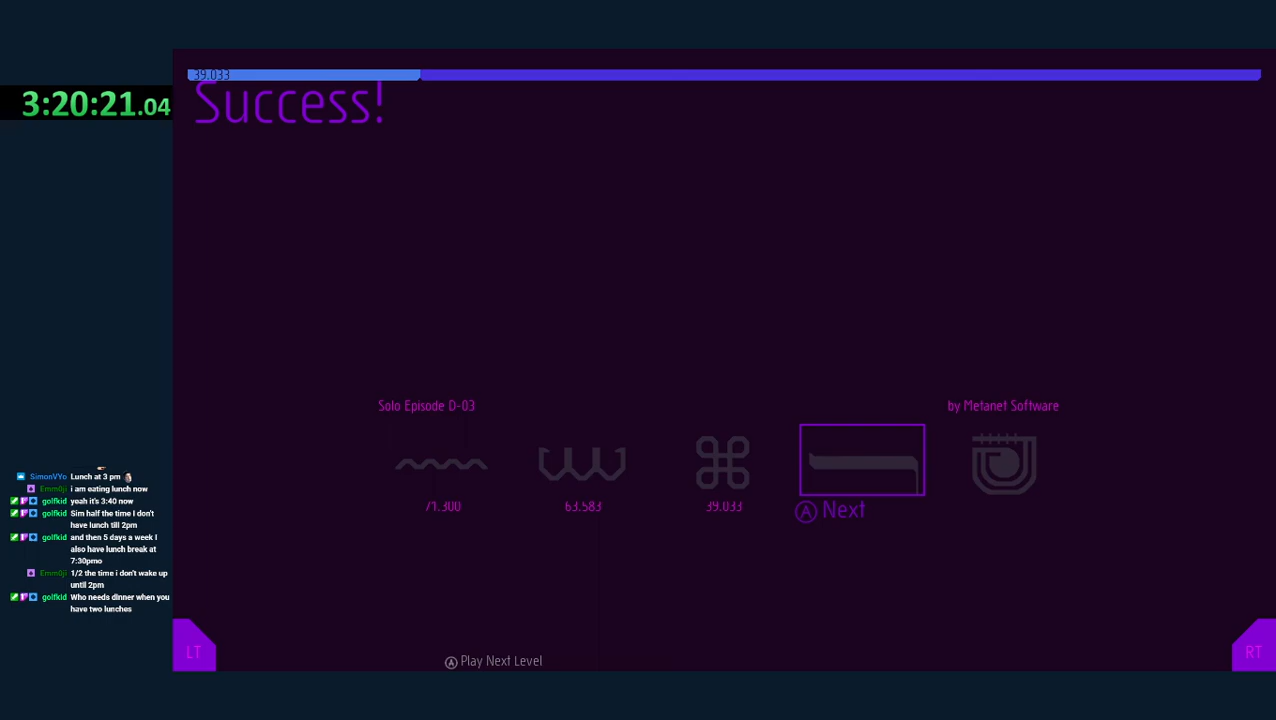 39.033
Success!
3:20:21.04
Solo Episode D-03
by Metanet Software
71.300
63.583
39.033
A Next
SimonVYo Lunch at 3 pm
Emm0ji i am eating lunch now
golfkid yeah it's 3:40 now
golfkid Sim half the time I don't
have lunch till 2pm
golfkid and then 5 days a week I
also have lunch break at
7:30pmo
Emm0ji 1/2 the time i don't wake up
until 2pm
golfkid Who needs dinner when you
have two lunches
LT
RT
A Play Next Level